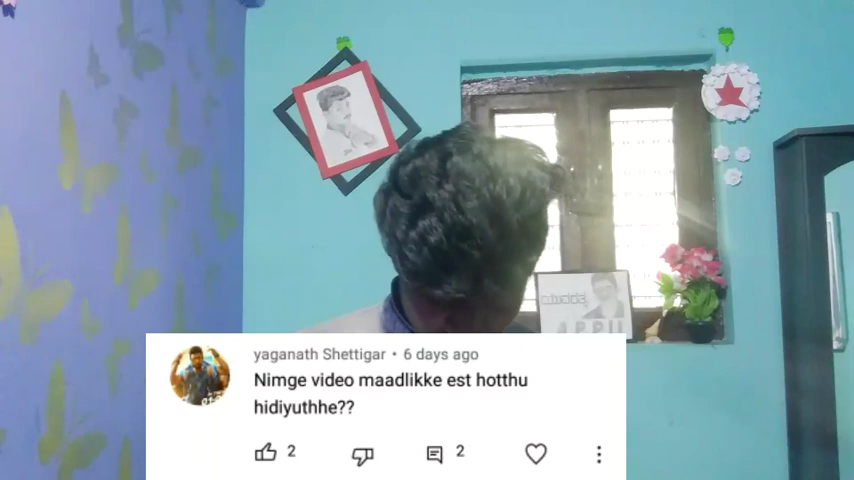 APPU
yaganath Shettigar • 6 days ago
Nimge video maadlikke est hotthu
hidiyuthhe??
2
2